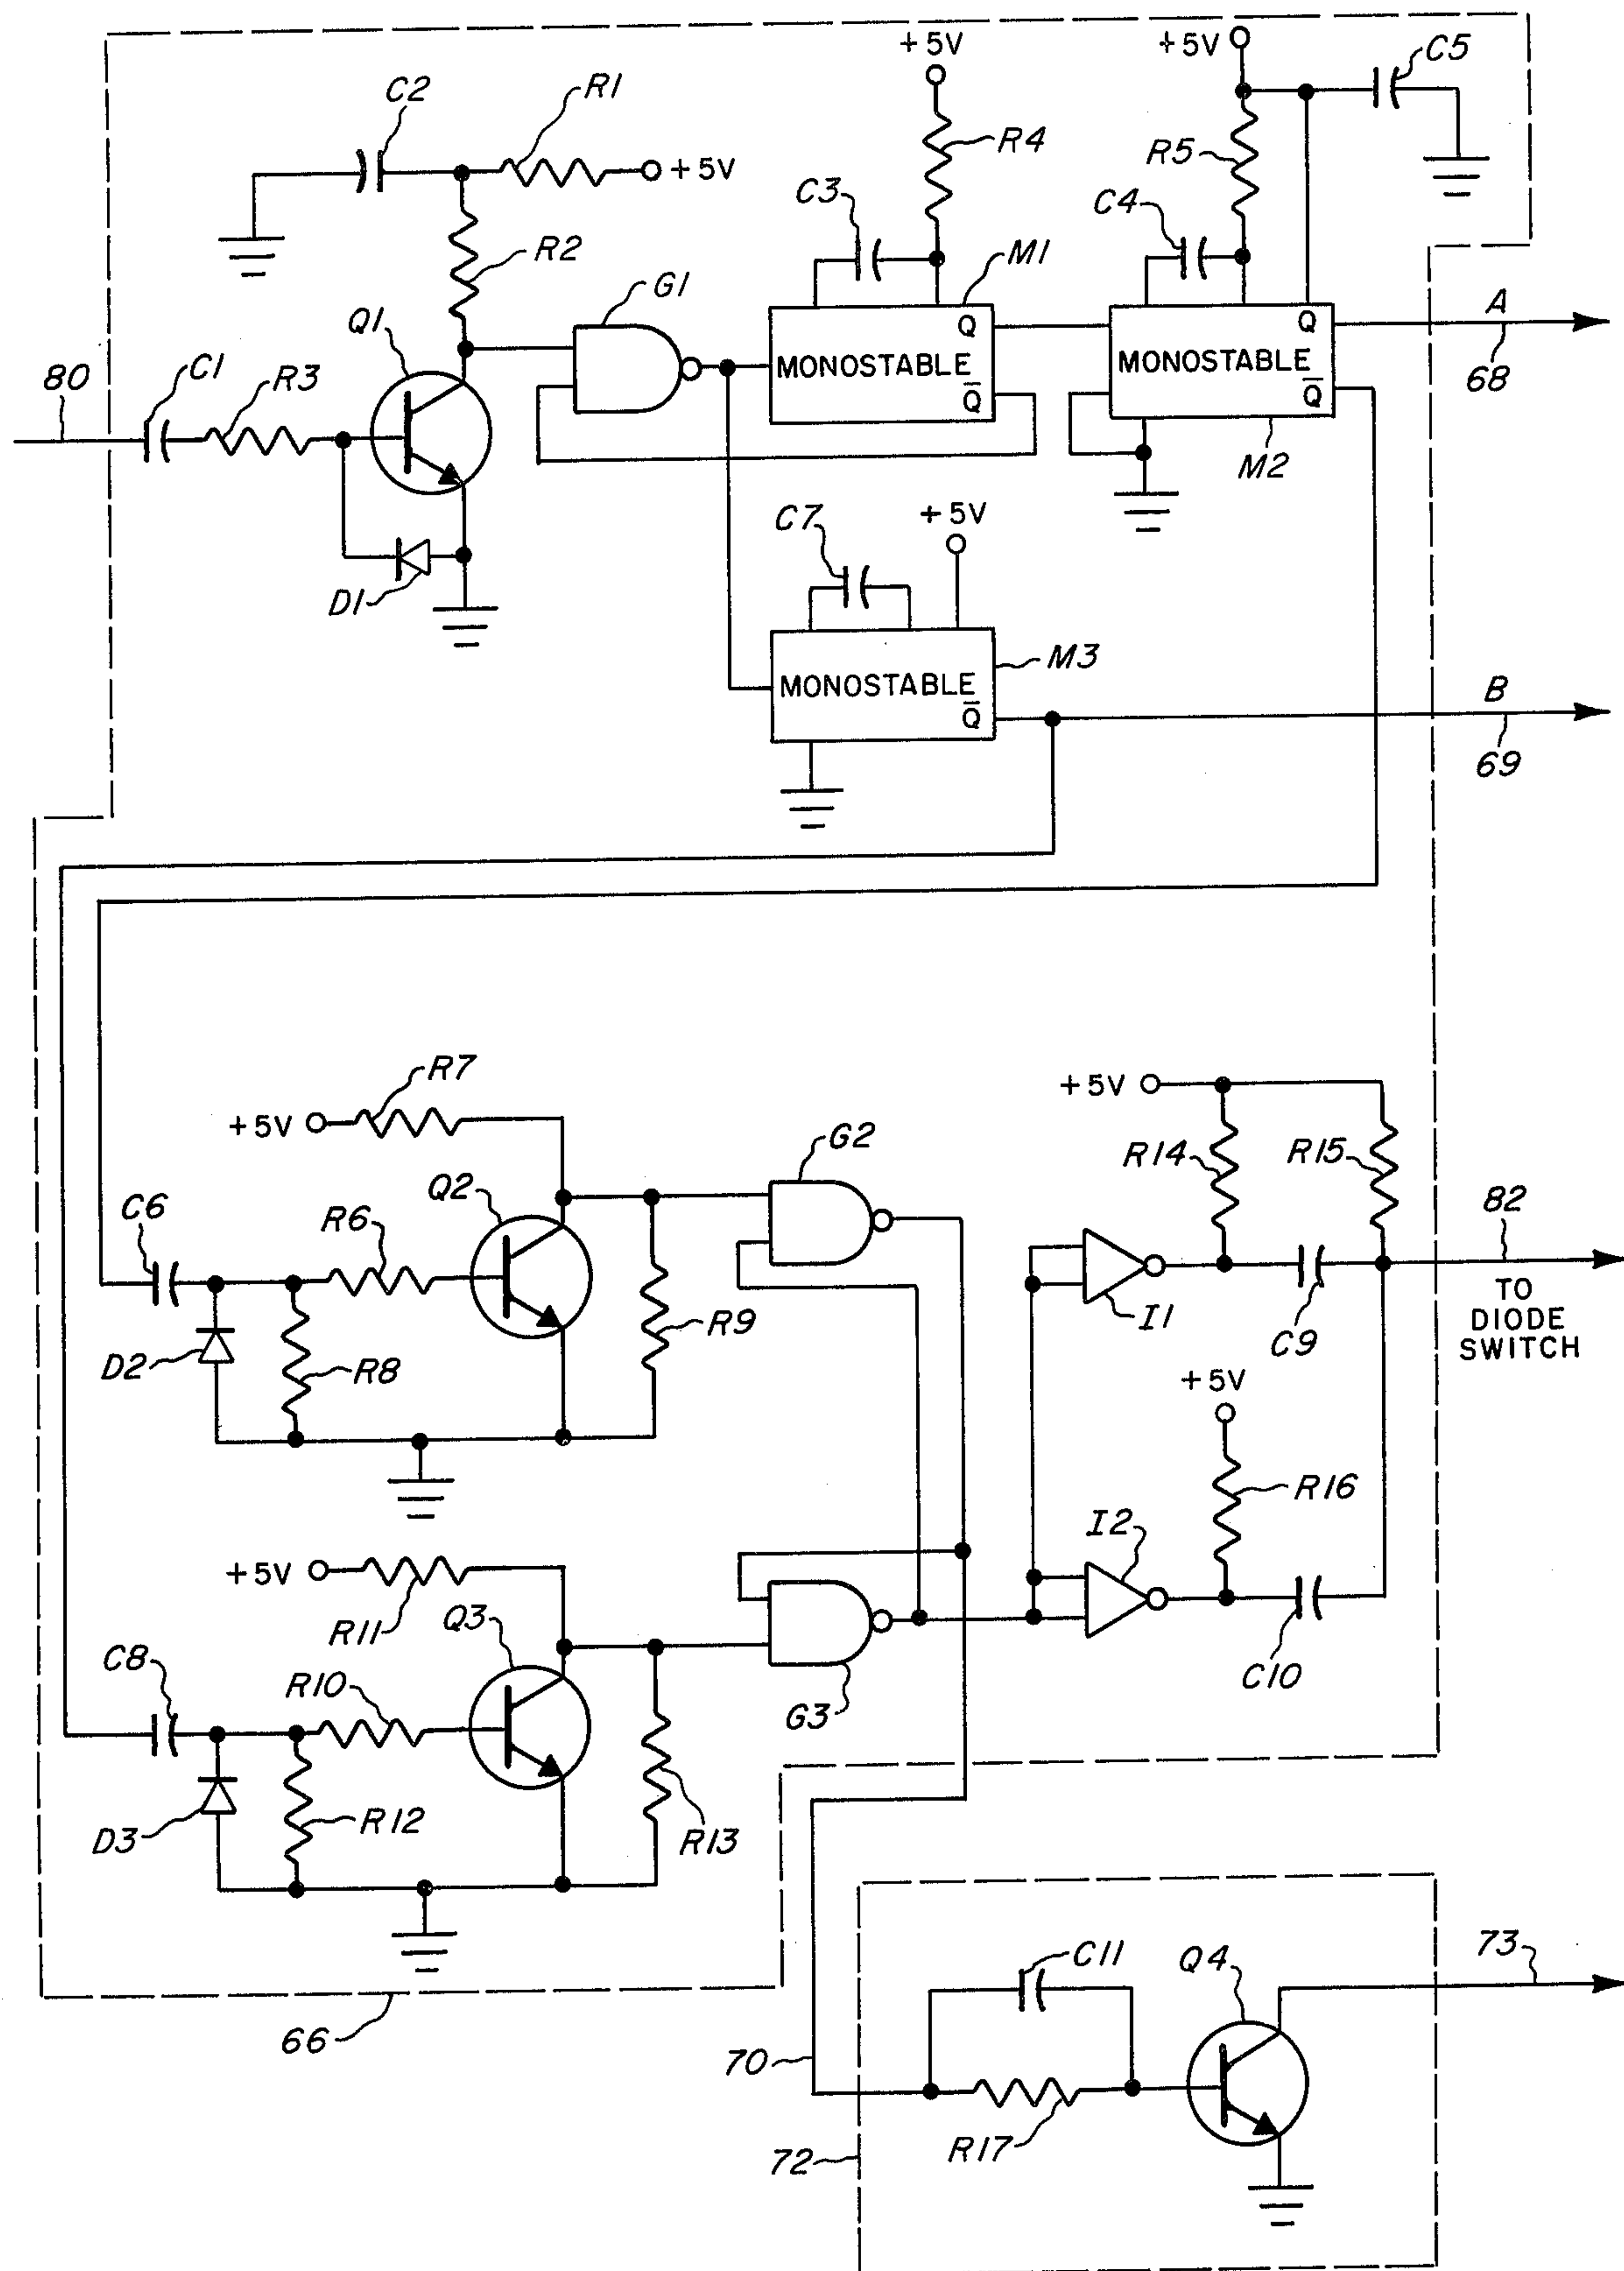 +5V
+5V
C5
C2
R1
R4
R5
+5V
C3
C4
R2
M1
G1
Q1
Q
Q
A
MONOSTABLE
MONOSTABLE
80
C1
R3
68
Q̅
Q̅
M2
C7
+5V
D1
M3
MONOSTABLE
B
Q̅
69
R7
+5V
+5V
G2
R14
R15
Q2
C6
R6
82
TO
DIODE
SWITCH
I1
R9
C9
D2
R8
+5V
R16
I2
+5V
Q3
R11
C8
R10
C10
G3
R12
D3
R13
C11
Q4
73
66
70
R17
72